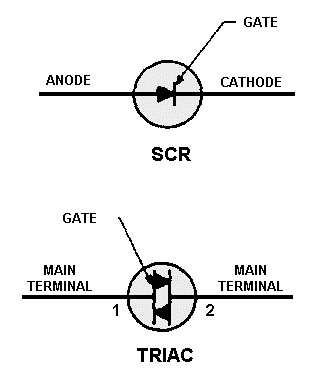 GATE
ANODE
CATHODE
SCR
GATE
MAIN
TERMINAL
MAIN
TERMINAL
1
2
TRIAC